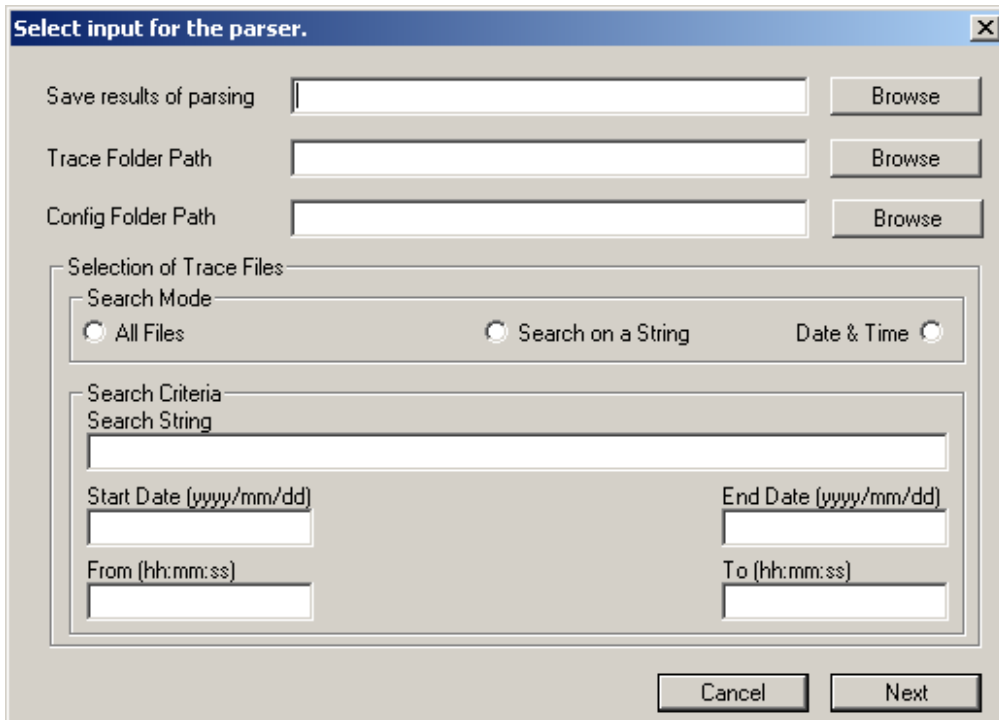 Select input for the parser.
Save results of parsing Browse
Trace Folder Path Browse
Config Folder Path Browse
Selection of Trace Files
Search Mode
All Files Search on a String Date & Time
Search Criteria
Search String
Start Date (yyyy/mm/dd) End Date (yyyy/mm/dd)
From (hh:mm:ss) To (hh:mm:ss)
Cancel Next